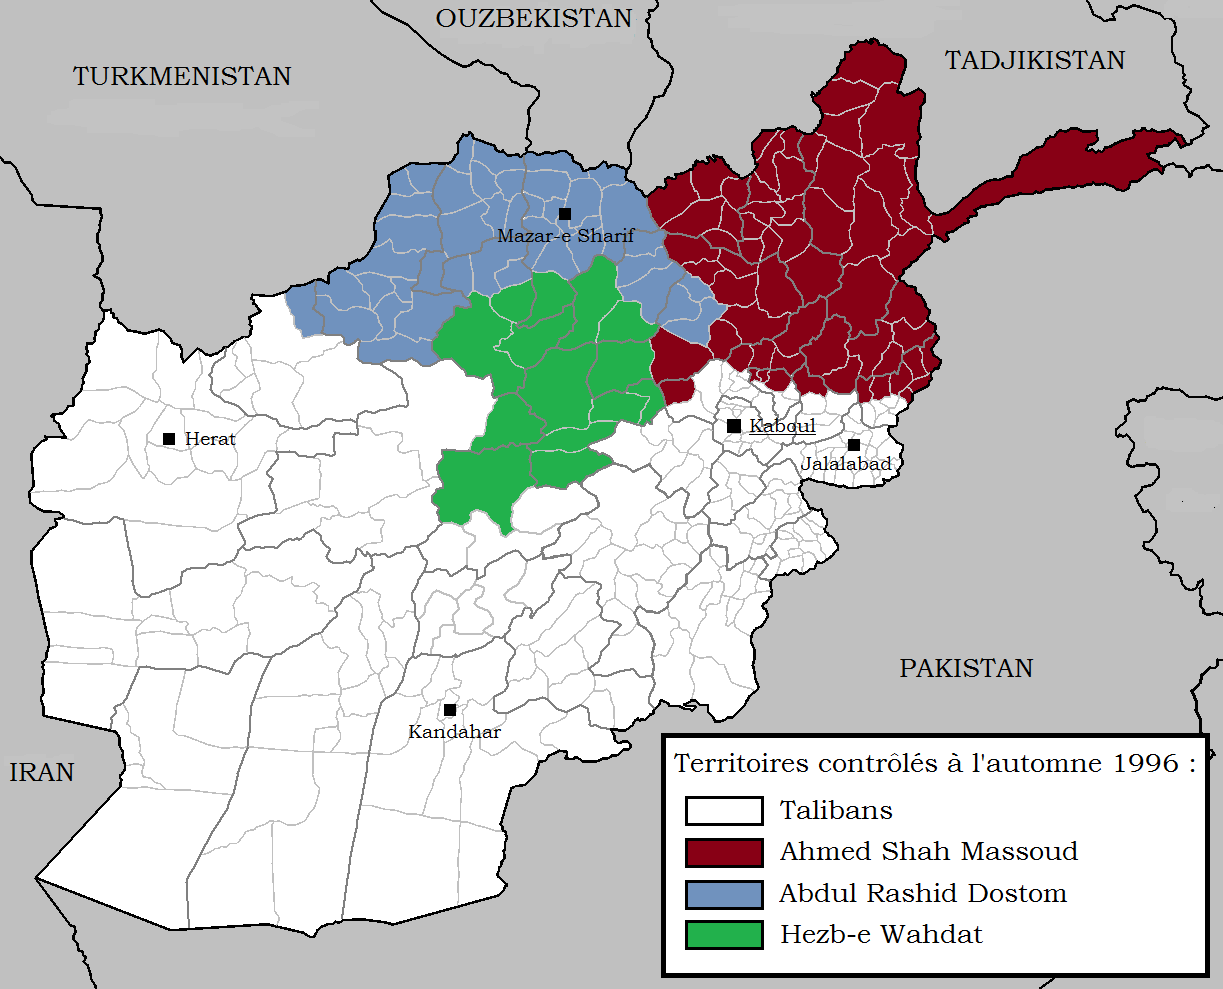 OUZBEKISTAN
TADJIKISTAN
TURKMENISTAN
Mazar-e Sharif
Herat
Kaboul
Jalalabad
PAKISTAN
Kandahar
IRAN
Territoires contrôlés à l'automne 1996 :
Talibans
Ahmed Shah Massoud
Abdul Rashid Dostom
Hezb-e Wahdat